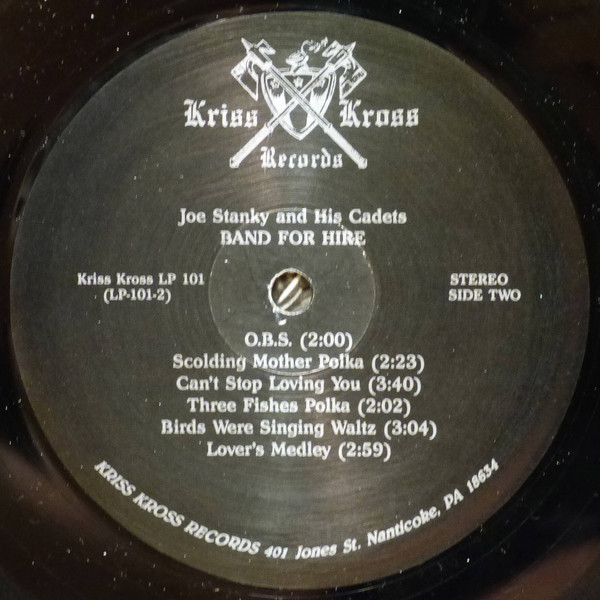 Kriss Kross
Records
Joe Stanky and His Cadets
BAND FOR HIRE
Kriss Kross LP 101
(LP-101-2)
STEREO
SIDE TWO
O.B.S. (2:00)
Scolding Mother Polka (2:23)
Can't Stop Loving You (3:40)
Three Fishes Polka (2:02)
Birds Were Singing Waltz (3:04)
Lover's Medley (2:59)
KRISS KROSS RECORDS 401 Jones St. Nanticoke, PA 18634